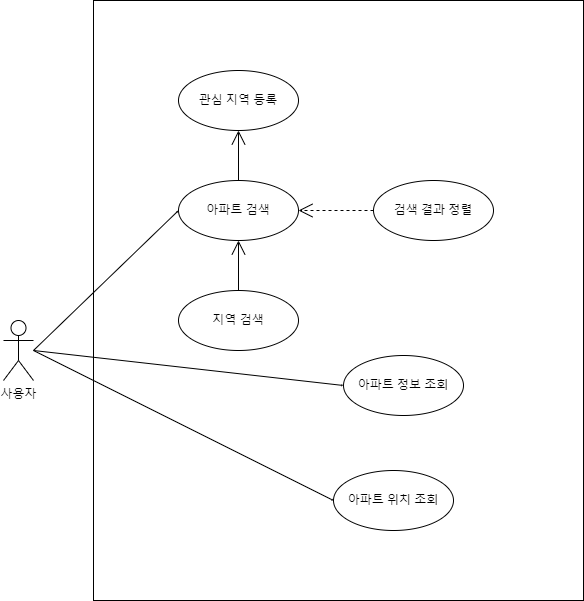 관심 지역 등록
아파트 검색
검색 결과 정렬
지역 검색
사용자
아파트 정보 조회
아파트 위치 조회